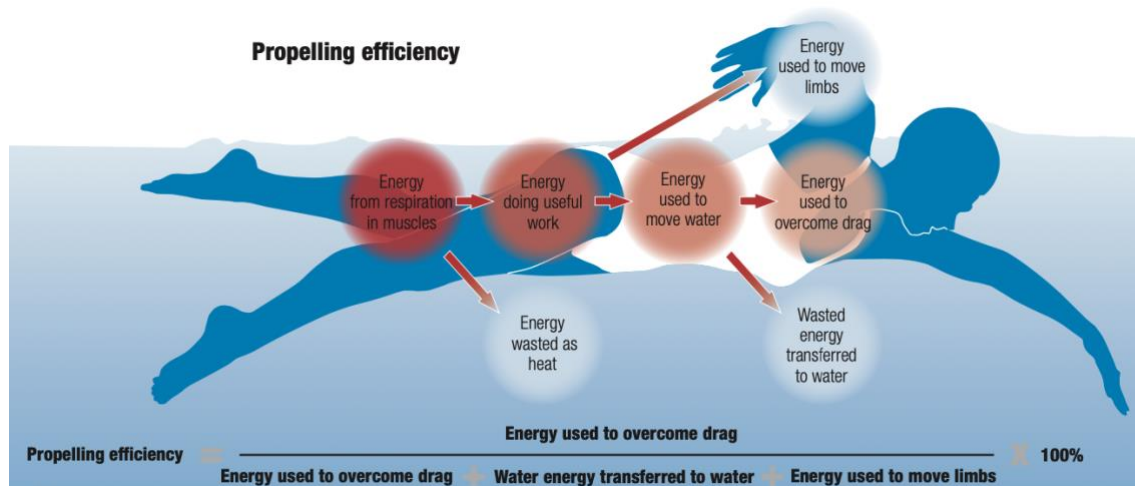 Propelling efficiency
Energy
used to move
limbs
Energy
from respiration
in muscles
Energy
doing useful
work
Energy
used to
move water
Energy
used to
overcome drag
Energy
wasted as
heat
Wasted
energy
transferred
to water
Energy used to overcome drag
Propelling efficiency = × 100%
Energy used to overcome drag + Water energy transferred to water + Energy used to move limbs